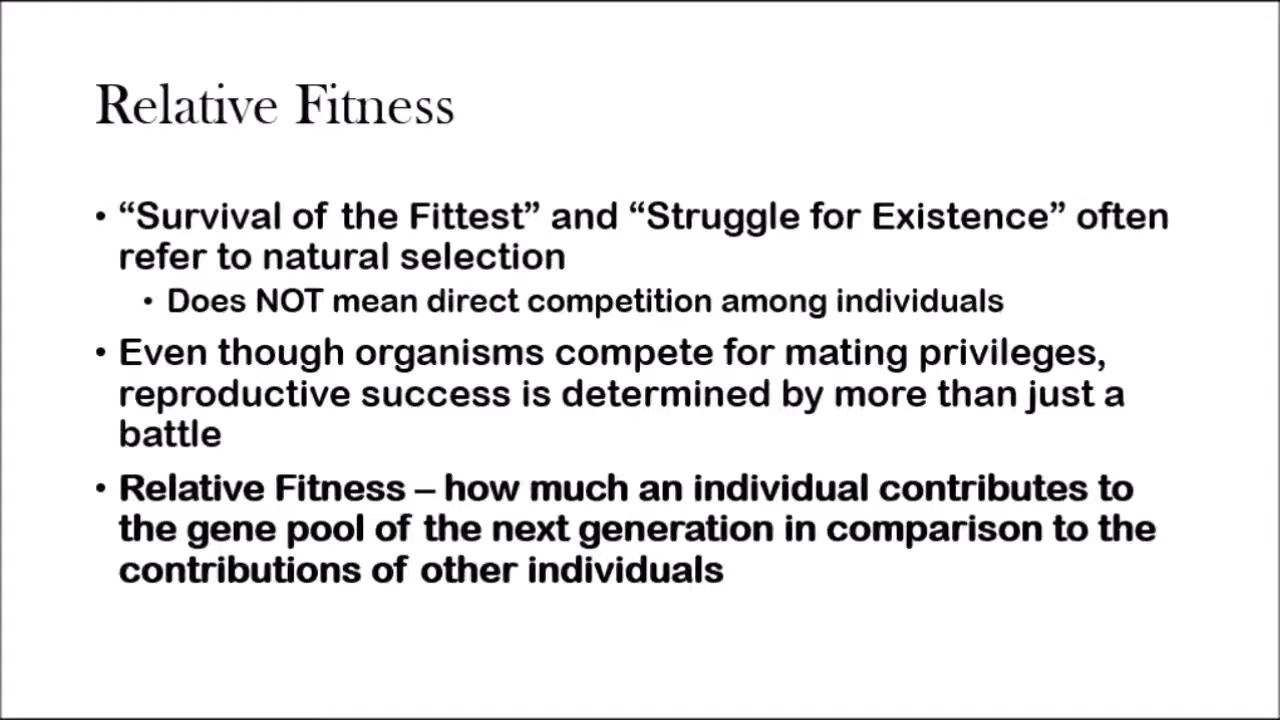 Relative Fitness
• “Survival of the Fittest” and “Struggle for Existence” often
refer to natural selection
• Does NOT mean direct competition among individuals
• Even though organisms compete for mating privileges,
reproductive success is determined by more than just a
battle
• Relative Fitness – how much an individual contributes to
the gene pool of the next generation in comparison to the
contributions of other individuals